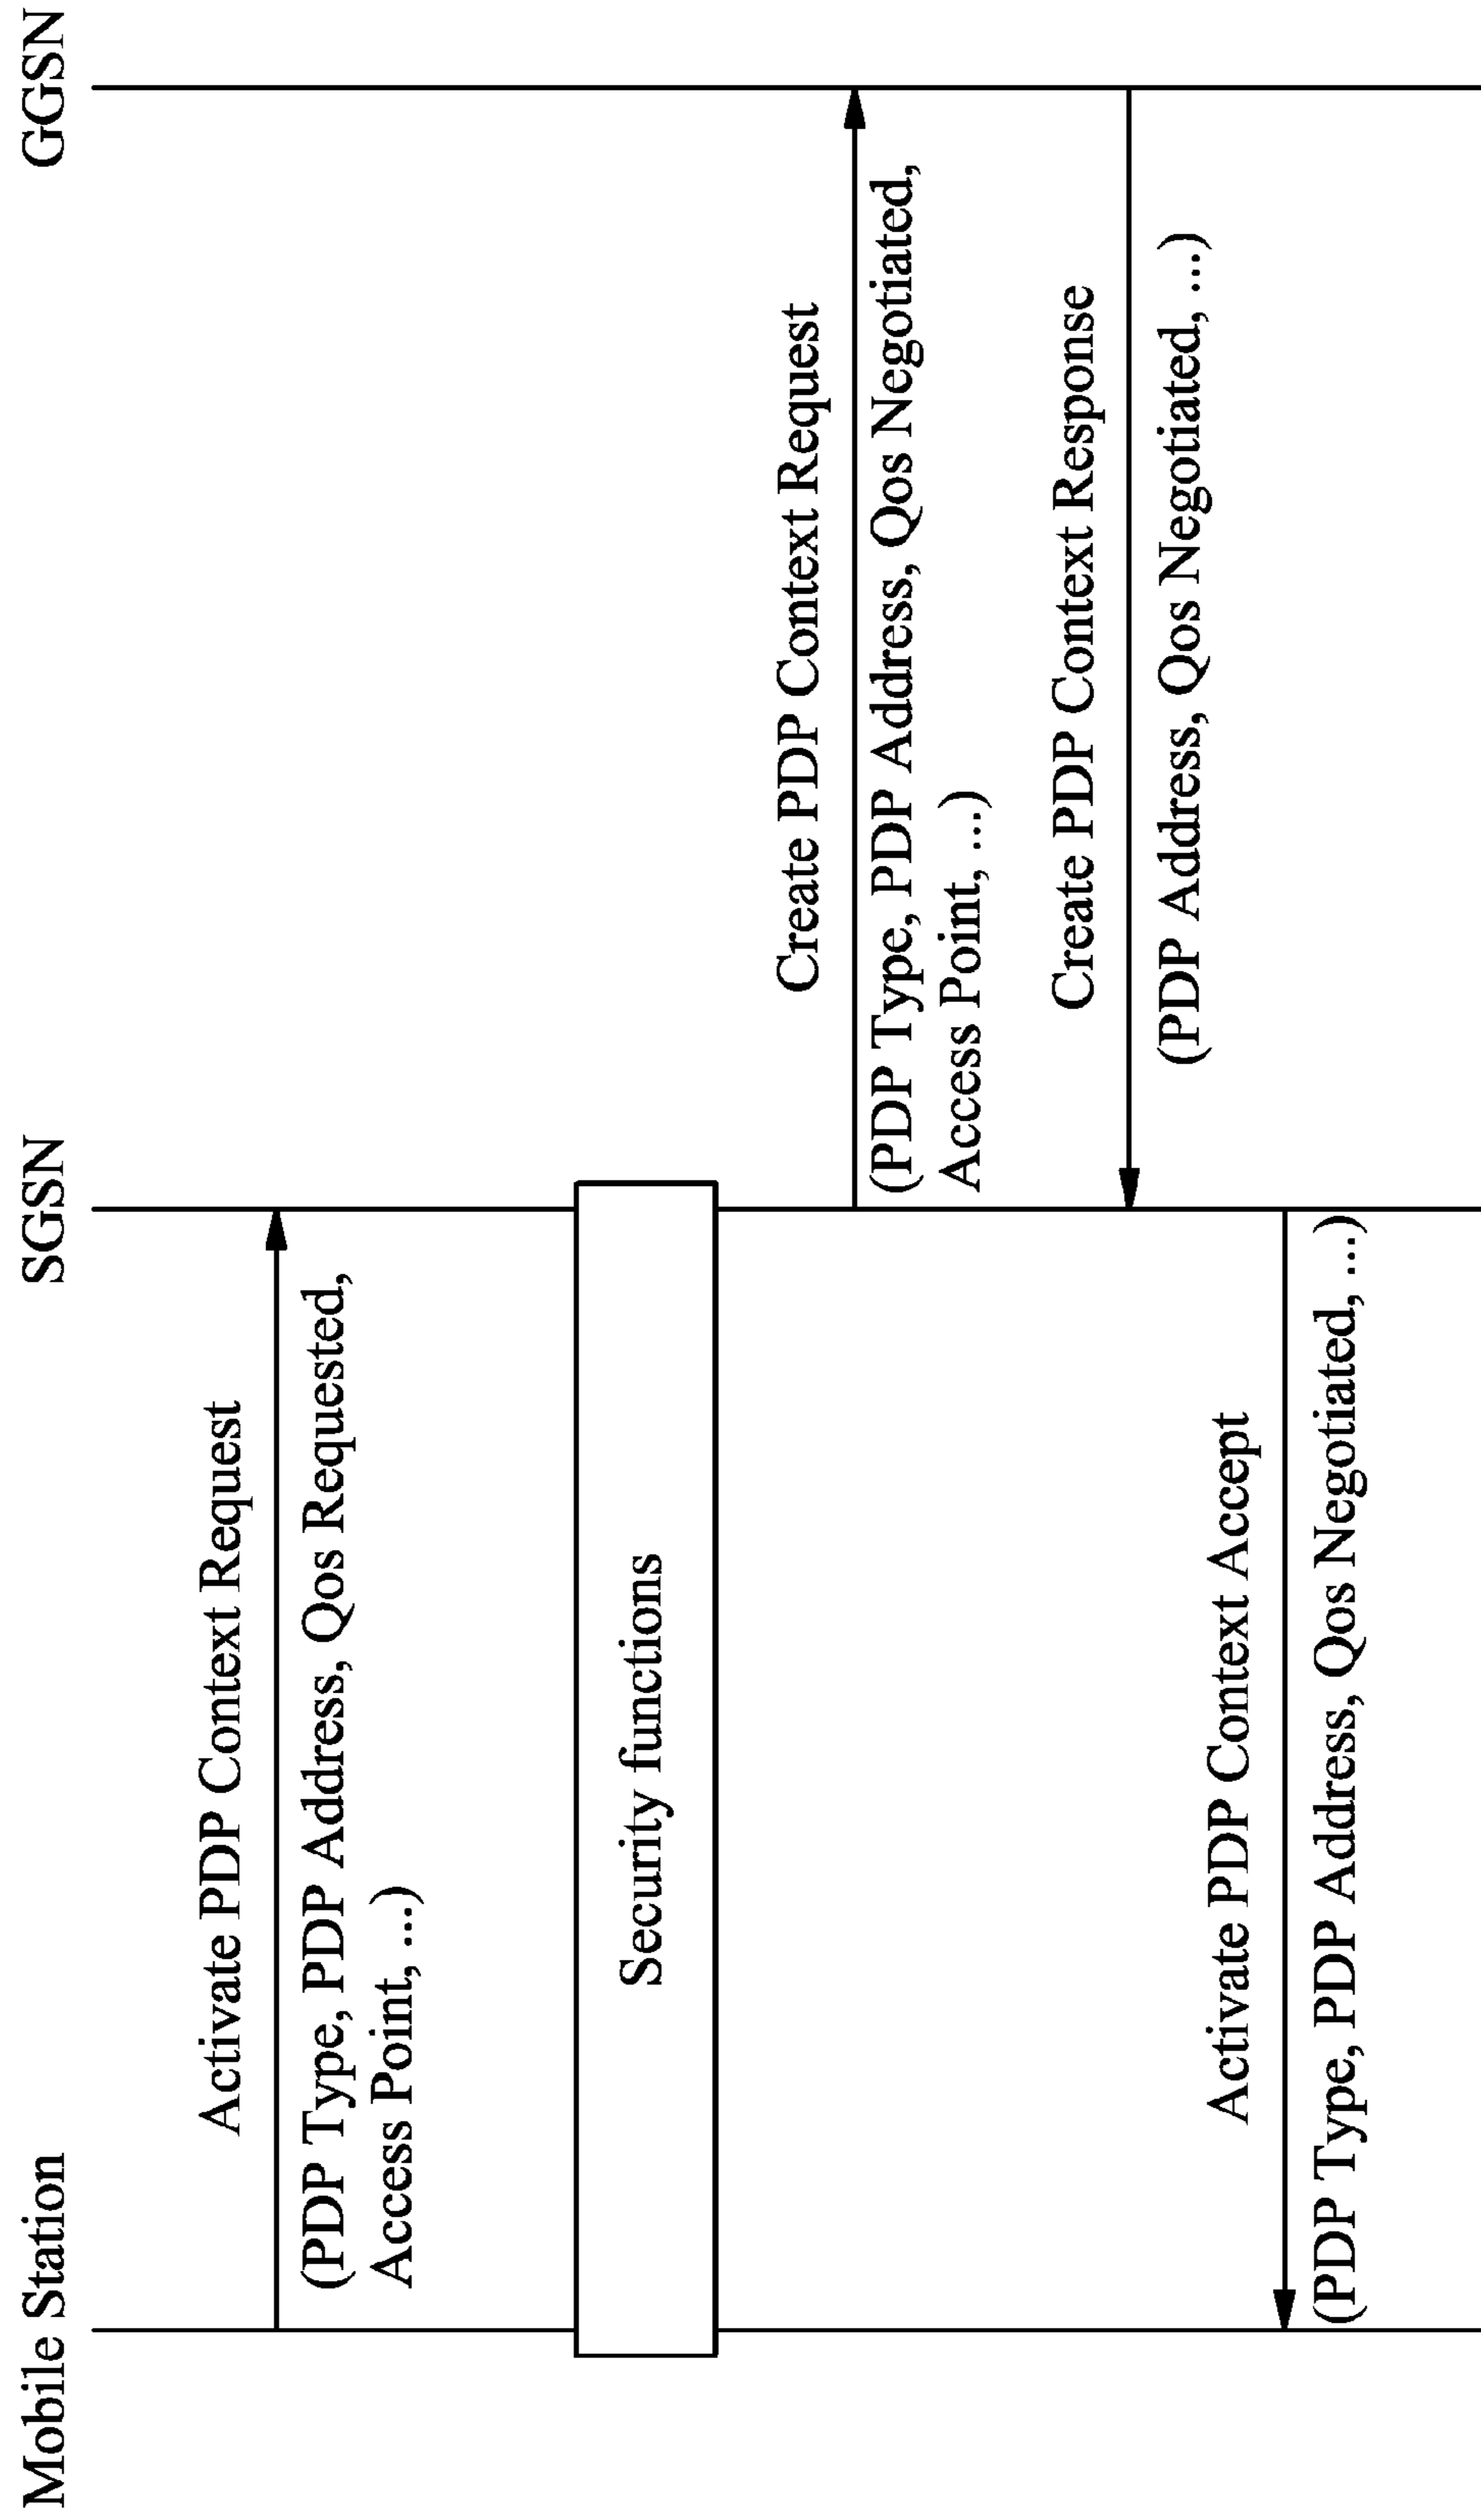 Mobile Station
SGSN
GGSN
Activate PDP Context Request
(PDP Type, PDP Address, Qos Requested,
Access Point, ...)
Security functions
Create PDP Context Request
(PDP Type, PDP Address, Qos Negotiated,
Access Point, ...)
Create PDP Context Response
(PDP Address, Qos Negotiated, ...)
Activate PDP Context Accept
(PDP Type, PDP Address, Qos Negotiated, ...)